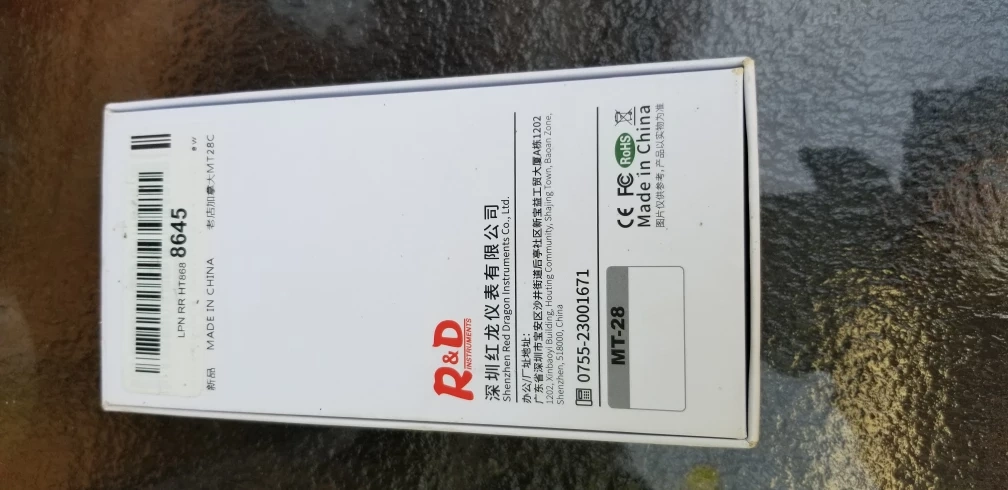 LPN RR HT868 8645
新品 MADE IN CHINA 老店加拿大MT28C
R&D
INSTRUMENTS
深圳红龙仪表有限公司
Shenzhen Red Dragon Instruments Co., Ltd.
办公/厂址地址:
广东省深圳市宝安区沙井街道后亭社区新宝益工贸大厦A栋1202
1202, Xinbaoyi Building, Houting Community, Shajing Town, Baoan Zone,
Shenzhen, 518000, China
0755-23001671
MT-28
CE FC RoHS
Made in China
图片仅供参考,产品以实物为准